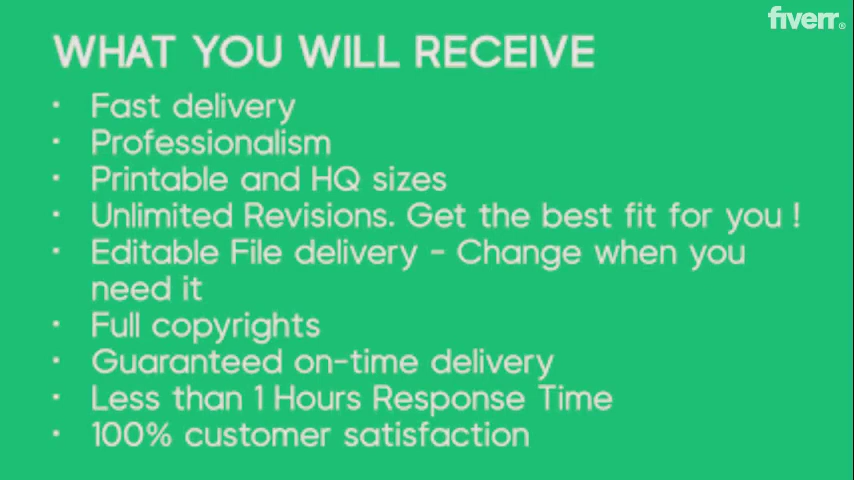 fiverr®
WHAT YOU WILL RECEIVE
• Fast delivery
• Professionalism
• Printable and HQ sizes
• Unlimited Revisions. Get the best fit for you !
• Editable File delivery - Change when you
need it
• Full copyrights
• Guaranteed on-time delivery
• Less than 1 Hours Response Time
• 100% customer satisfaction